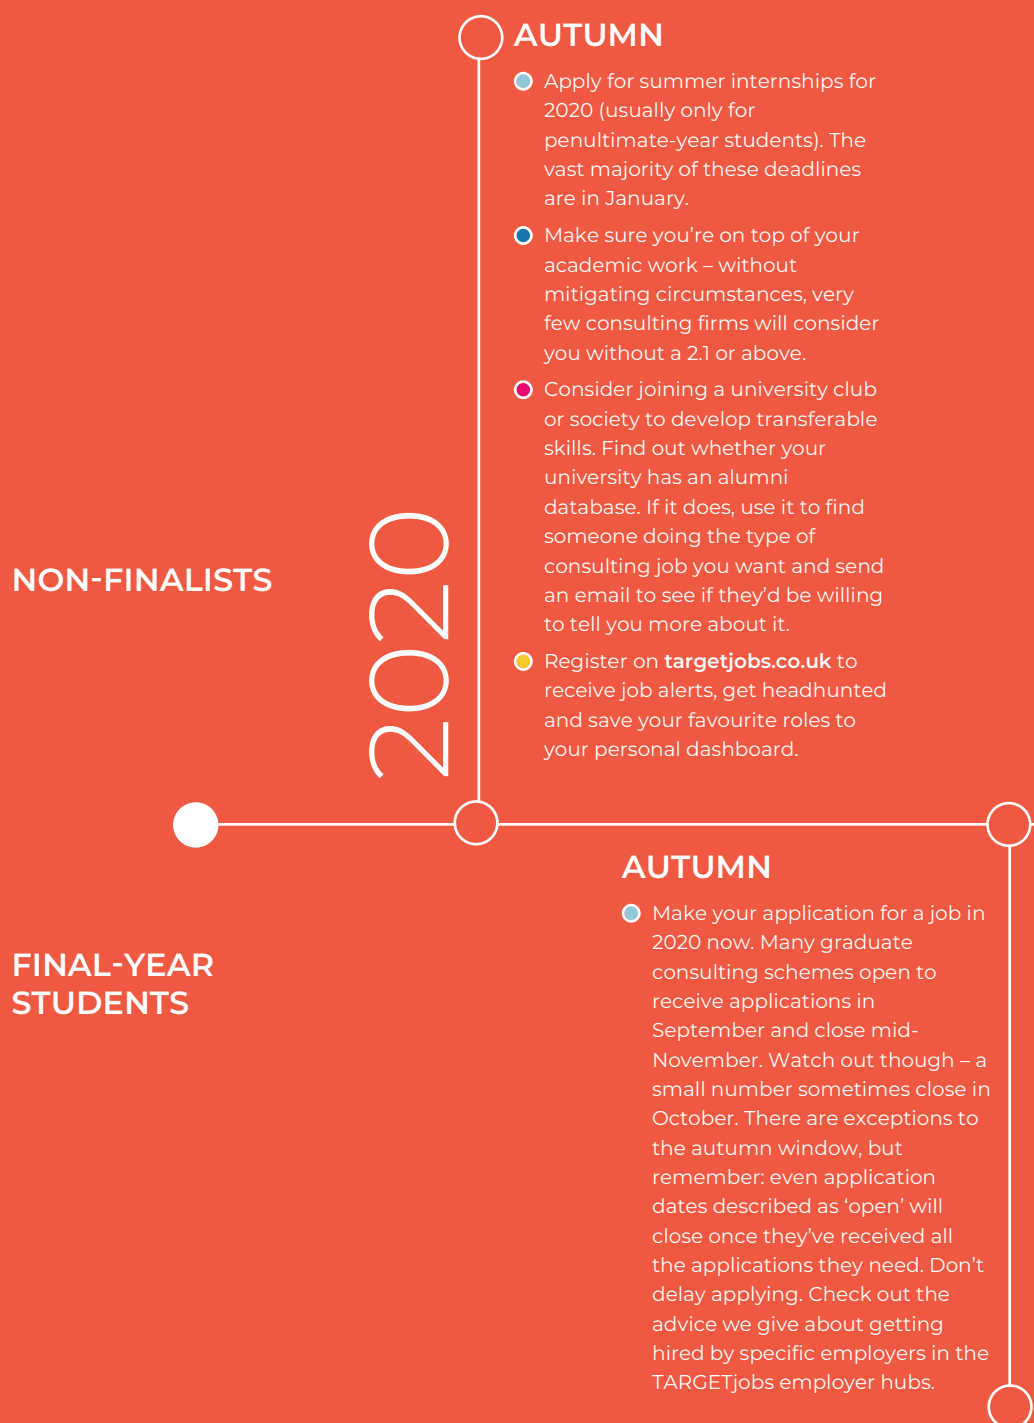 AUTUMN
Apply for summer internships for
2020 (usually only for
penultimate-year students). The
vast majority of these deadlines
are in January.
Make sure you’re on top of your
academic work – without
mitigating circumstances, very
few consulting firms will consider
you without a 2.1 or above.
Consider joining a university club
or society to develop transferable
skills. Find out whether your
university has an alumni
database. If it does, use it to find
someone doing the type of
consulting job you want and send
an email to see if they’d be willing
to tell you more about it.
Register on targetjobs.co.uk to
receive job alerts, get headhunted
and save your favourite roles to
your personal dashboard.
NON-FINALISTS
2020
AUTUMN
Make your application for a job in
2020 now. Many graduate
consulting schemes open to
receive applications in
September and close mid-
November. Watch out though – a
small number sometimes close in
October. There are exceptions to
the autumn window, but
remember: even application
dates described as ‘open’ will
close once they’ve received all
the applications they need. Don’t
delay applying. Check out the
advice we give about getting
hired by specific employers in the
TARGETjobs employer hubs.
FINAL-YEAR
STUDENTS